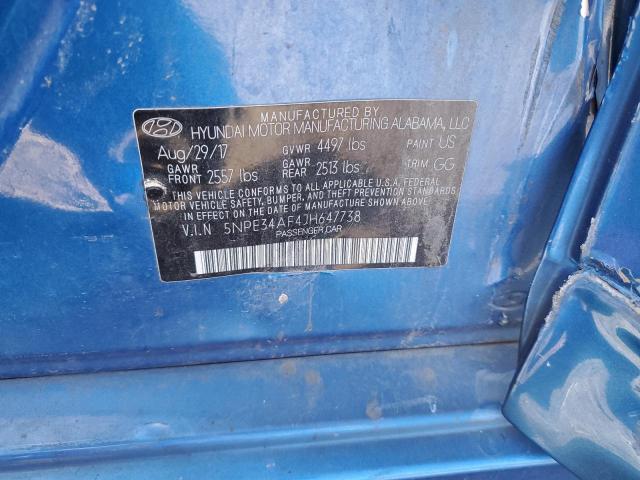 MANUFACTURED BY
HYUNDAI MOTOR MANUFACTURING ALABAMA, LLC
Aug/29/17 GVWR 4497 lbs PAINT US
GAWR FRONT 2557 lbs GAWR REAR 2513 lbs TRIM GG
THIS VEHICLE CONFORMS TO ALL APPLICABLE U.S.A. FEDERAL
MOTOR VEHICLE SAFETY, BUMPER, AND THEFT PREVENTION STANDARDS
IN EFFECT ON THE DATE OF MANUFACTURE SHOWN ABOVE.
V.I.N 5NPE34AF4JH647738
PASSENGER CAR